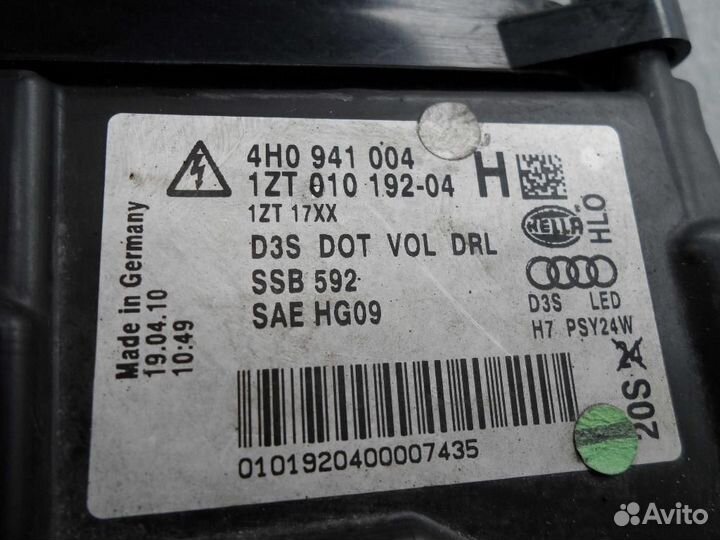 4H0 941 004 H
1ZT 010 192-04
1ZT 17XX
D3S DOT VOL DRL
SSB 592
SAE HG09
HELLA
HLO
D3S LED
H7 PSY24W
20S 24
Made in Germany
19.04.10
10:49
0101920400007435
Avito